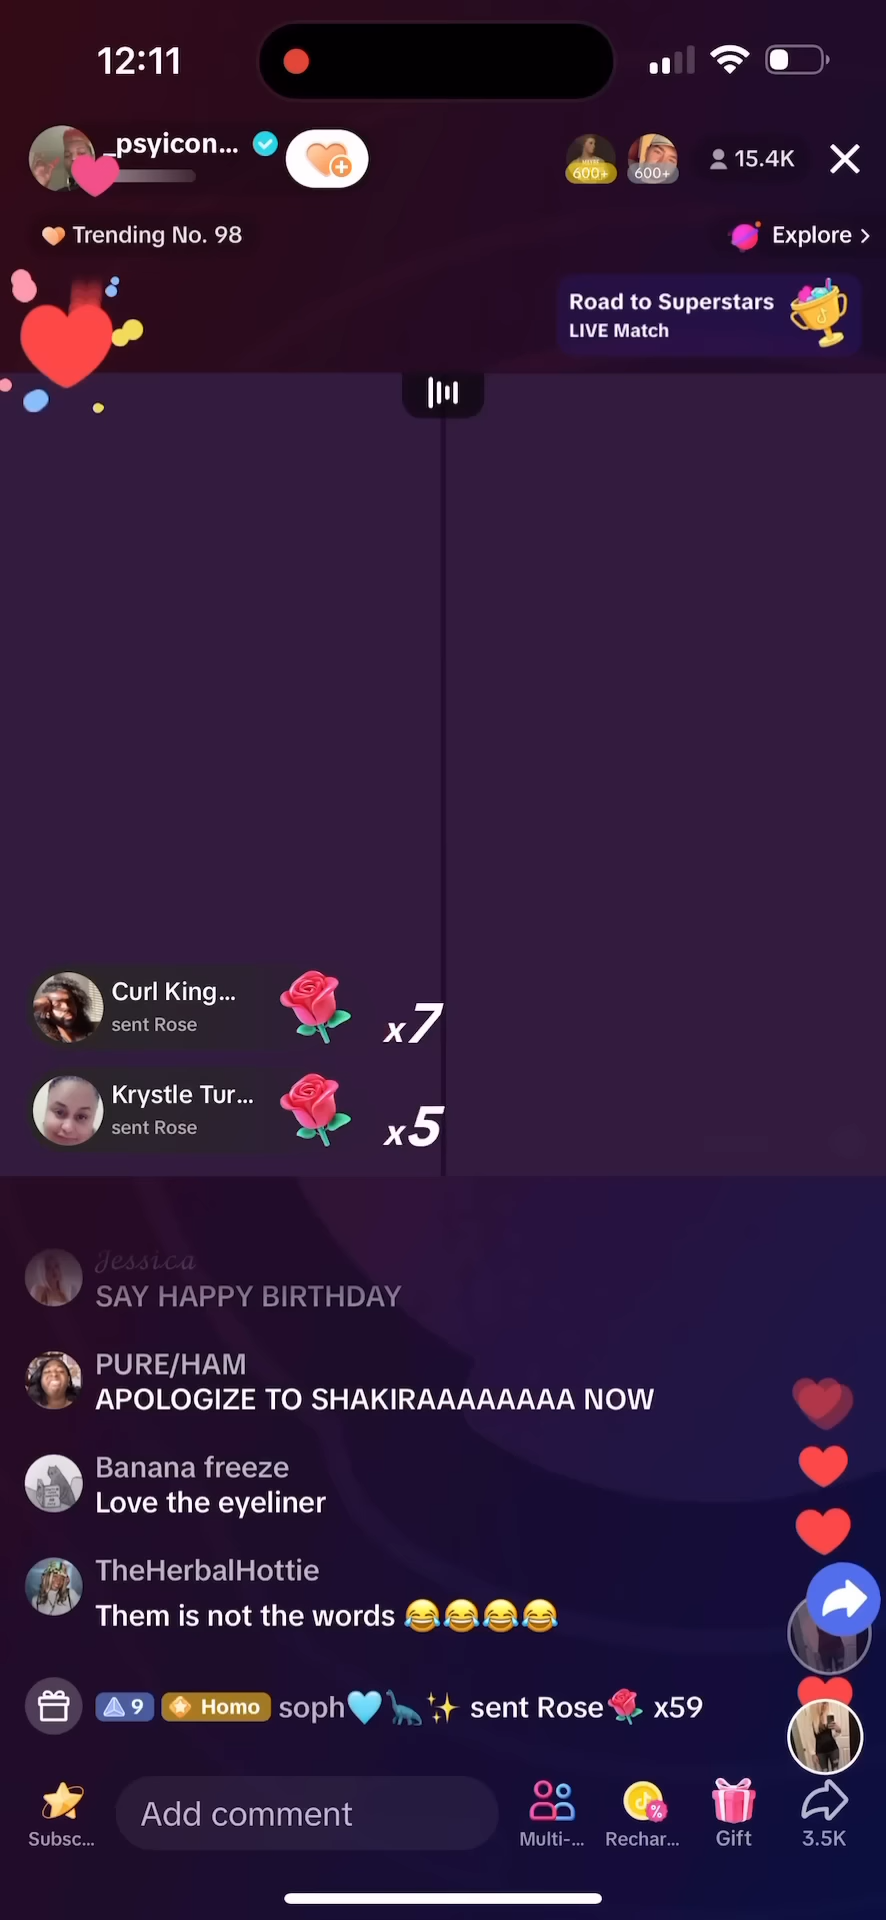 12:11
_psyicon...
600+
600+
15.4K
Trending No. 98
Explore >
Road to Superstars
LIVE Match
Curl King...
sent Rose
x7
Krystle Tur...
sent Rose
x5
𝒥ℯ𝓈𝓈𝒾𝒸𝒶
SAY HAPPY BIRTHDAY
PURE/HAM
APOLOGIZE TO SHAKIRAAAAAAAA NOW
Banana freeze
Love the eyeliner
TheHerbalHottie
Them is not the words 😂😂😂😂
9 Homo soph🩵🦕✨ sent Rose🌹 x59
Add comment
Subsc...
Multi-...
Rechar...
Gift
3.5K